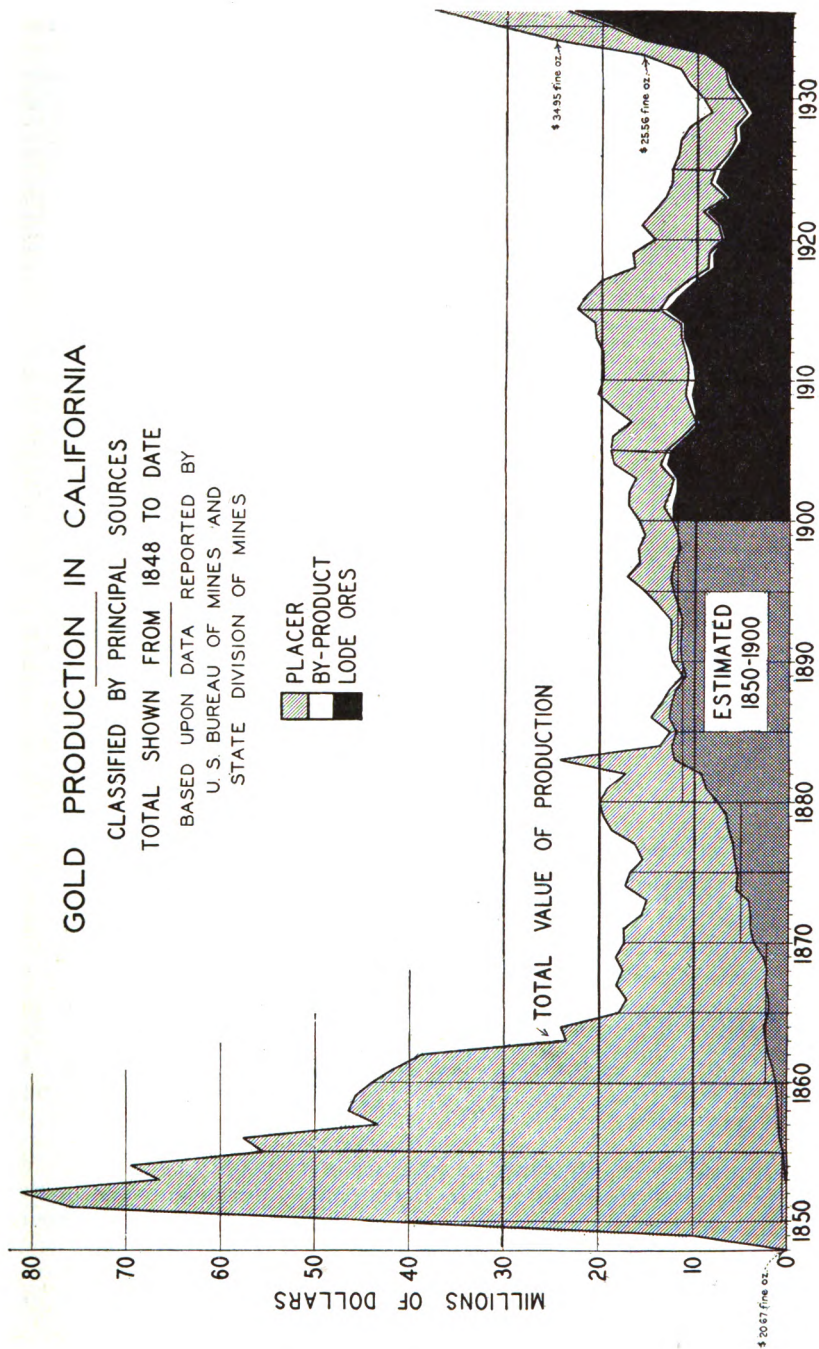 GOLD PRODUCTION IN CALIFORNIA
CLASSIFIED BY PRINCIPAL SOURCES
TOTAL SHOWN FROM 1848 TO DATE
BASED UPON DATA REPORTED BY
U. S. BUREAU OF MINES AND
STATE DIVISION OF MINES
PLACER
BY-PRODUCT
LODE ORES
TOTAL VALUE OF PRODUCTION
ESTIMATED
1850-1900
$ 34.95 fine oz.
$ 25.56 fine oz.
$ 20.67 fine oz.
MILLIONS OF DOLLARS
80
70
60
50
40
30
20
10
0
1850
1860
1870
1880
1890
1900
1910
1920
1930